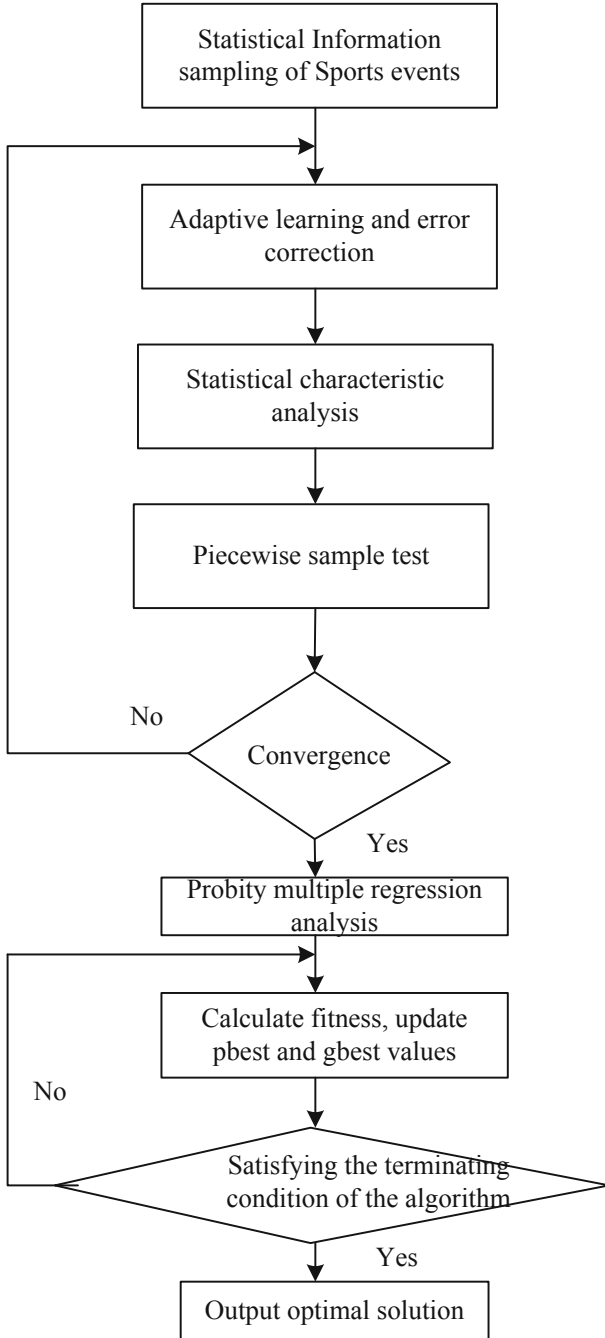 Statistical Information
sampling of Sports events
Adaptive learning and error
correction
Statistical characteristic
analysis
Piecewise sample test
No
Convergence
Yes
Probity multiple regression
analysis
Calculate fitness, update
pbest and gbest values
No
Satisfying the terminating
condition of the algorithm
Yes
Output optimal solution